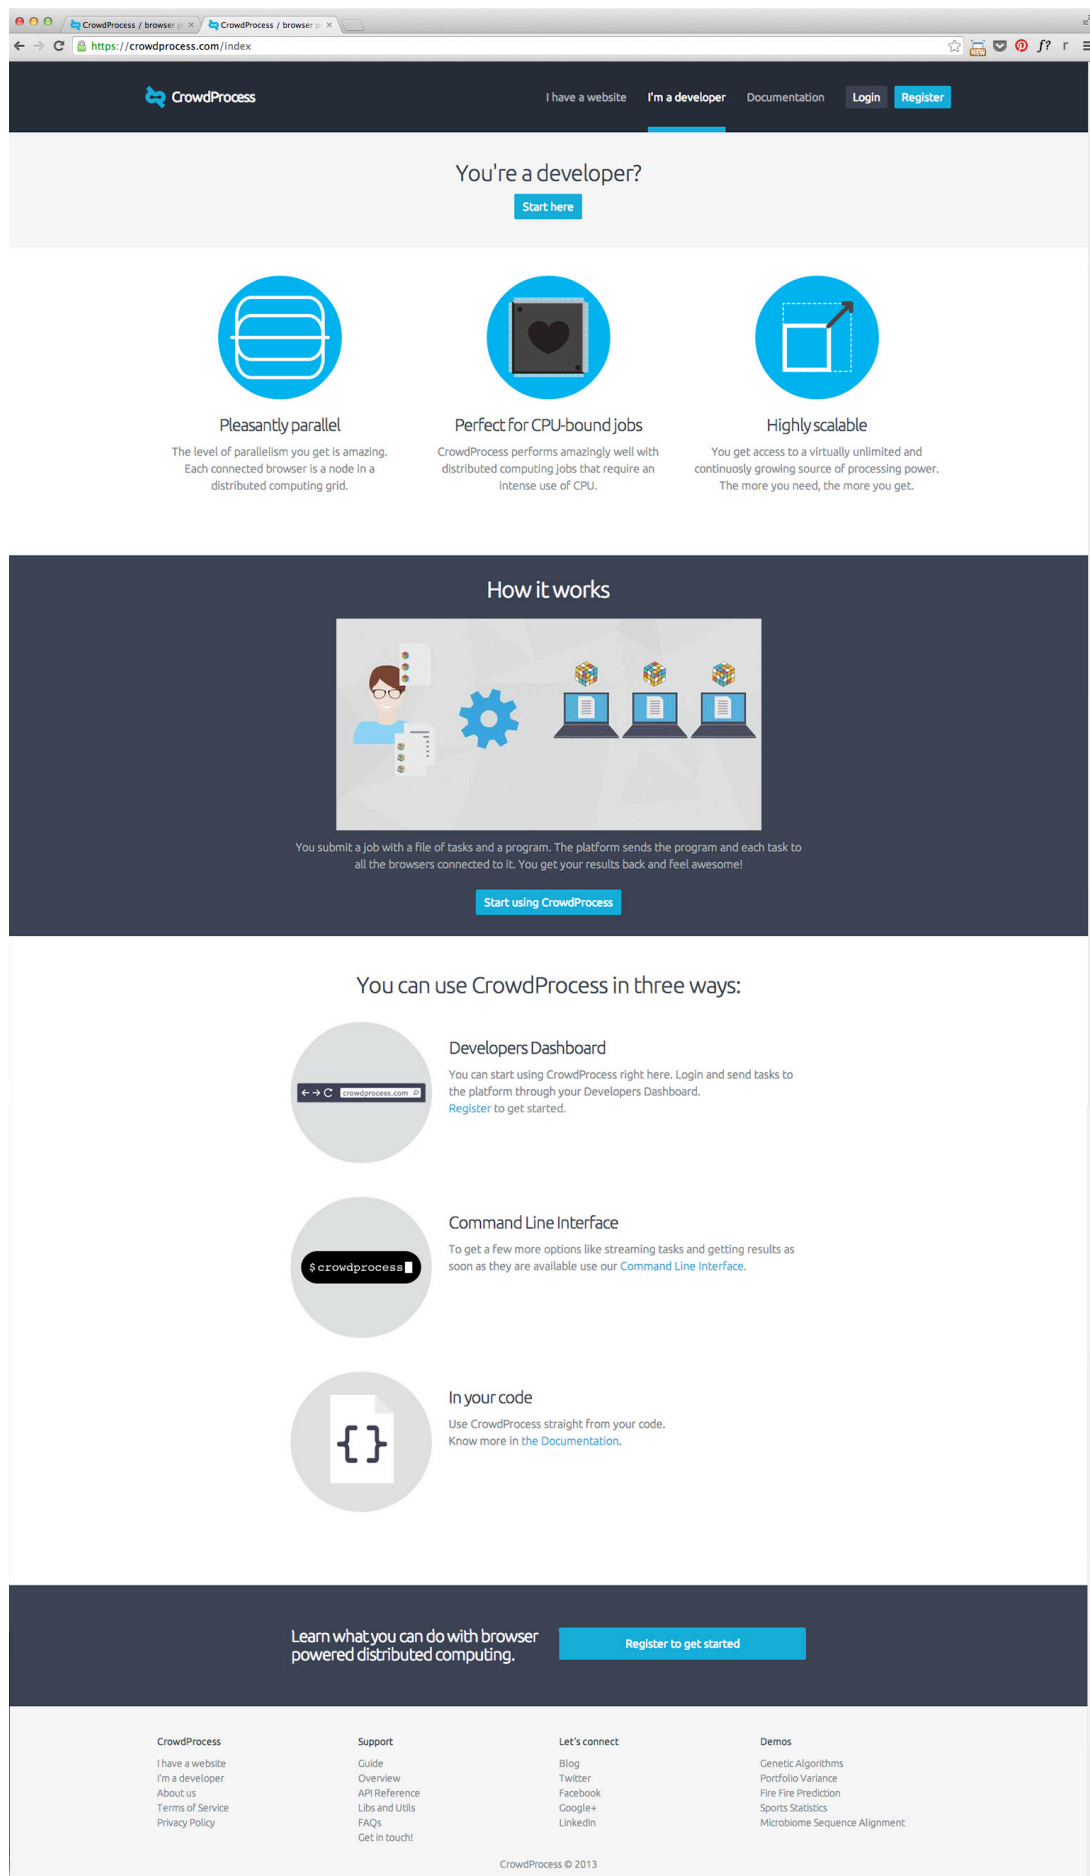 CrowdProcess / browser p
CrowdProcess / browser p
https://crowdprocess.com/index
NEW
f?
r
CrowdProcess
I have a website
I'm a developer
Documentation
Login
Register
You're a developer?
Start here
Pleasantly parallel
The level of parallelism you get is amazing.
Each connected browser is a node in a
distributed computing grid.
Perfect for CPU-bound jobs
CrowdProcess performs amazingly well with
distributed computing jobs that require an
intense use of CPU.
Highly scalable
You get access to a virtually unlimited and
continuosly growing source of processing power.
The more you need, the more you get.
How it works
You submit a job with a file of tasks and a program. The platform sends the program and each task to
all the browsers connected to it. You get your results back and feel awesome!
Start using CrowdProcess
You can use CrowdProcess in three ways:
crowdprocess.com
Developers Dashboard
You can start using CrowdProcess right here. Login and send tasks to
the platform through your Developers Dashboard.
Register to get started.
$crowdprocess
Command Line Interface
To get a few more options like streaming tasks and getting results as
soon as they are available use our Command Line Interface.
{}
In your code
Use CrowdProcess straight from your code.
Know more in the Documentation.
Learn what you can do with browser
powered distributed computing.
Register to get started
CrowdProcess
I have a website
I'm a developer
About us
Terms of Service
Privacy Policy
Support
Guide
Overview
API Reference
Libs and Utils
FAQs
Get in touch!
Let's connect
Blog
Twitter
Facebook
Google+
LinkedIn
Demos
Genetic Algorithms
Portfolio Variance
Fire Fire Prediction
Sports Statistics
Microbiome Sequence Alignment
CrowdProcess © 2013